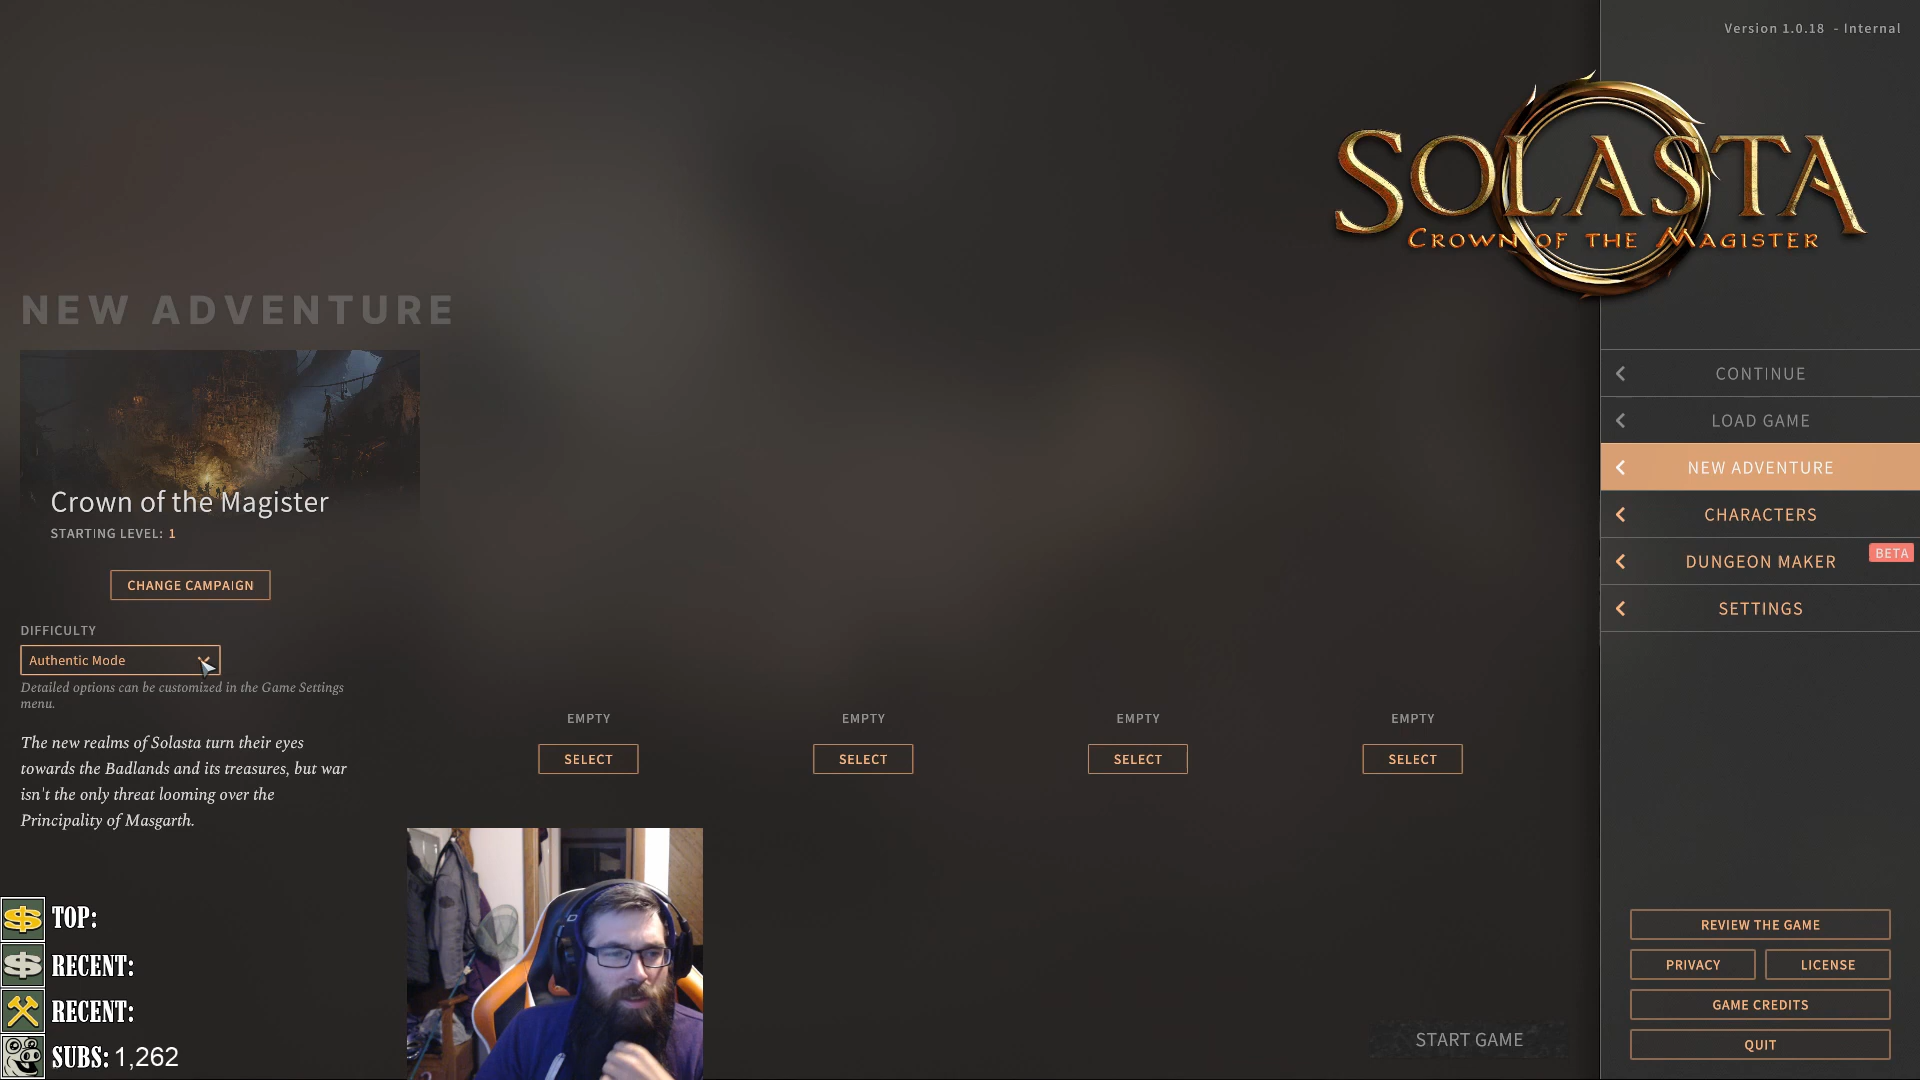 Version 1.0.18 - Internal
SOLASTA
CROWN OF THE MAGISTER
NEW ADVENTURE
Crown of the Magister
STARTING LEVEL: 1
CHANGE CAMPAIGN
DIFFICULTY
Authentic Mode
Detailed options can be customized in the Game Settings
menu.
The new realms of Solasta turn their eyes
towards the Badlands and its treasures, but war
isn't the only threat looming over the
Principality of Masgarth.
EMPTY EMPTY EMPTY EMPTY
SELECT SELECT SELECT SELECT
TOP:
RECENT:
RECENT:
SUBS: 1,262
START GAME
CONTINUE
LOAD GAME
NEW ADVENTURE
CHARACTERS
DUNGEON MAKER BETA
SETTINGS
REVIEW THE GAME
PRIVACY LICENSE
GAME CREDITS
QUIT